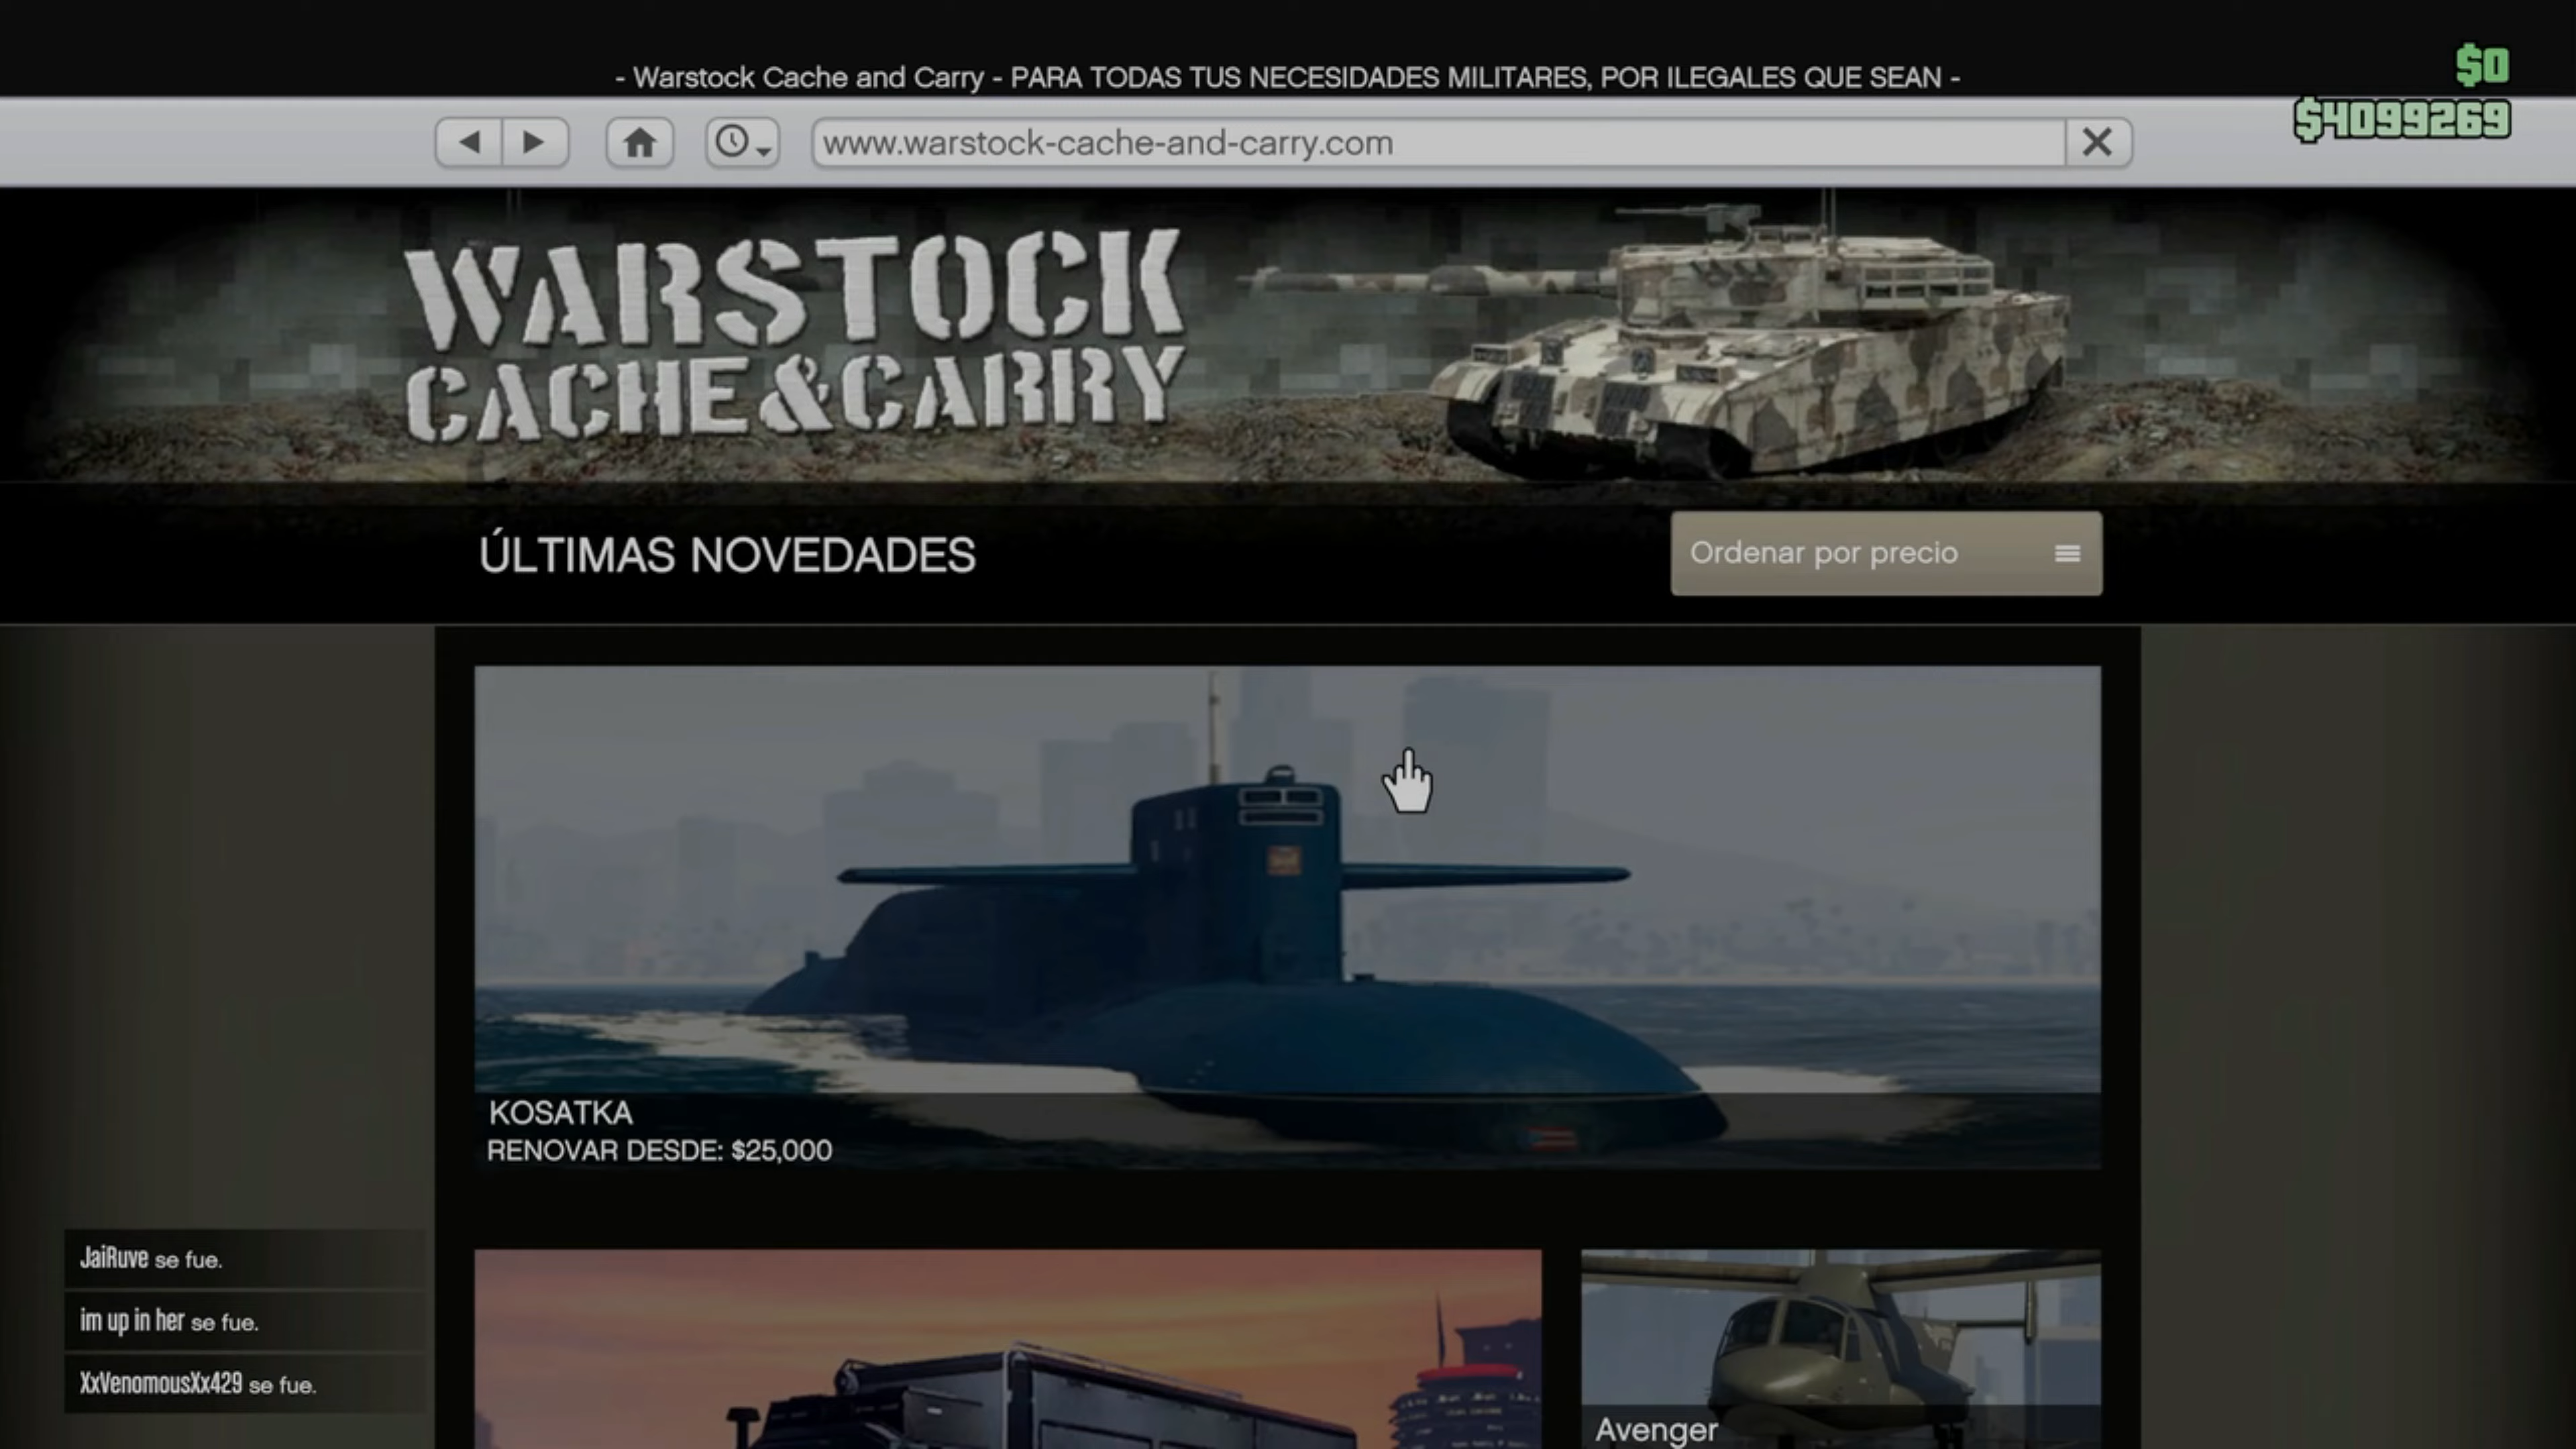 - Warstock Cache and Carry - PARA TODAS TUS NECESIDADES MILITARES, POR ILEGALES QUE SEAN -
$0
$4099269
www.warstock-cache-and-carry.com
WARSTOCK
CACHE&CARRY
ÚLTIMAS NOVEDADES
Ordenar por precio
KOSATKA
RENOVAR DESDE: $25,000
JaiRuve se fue.
im up in her se fue.
XxVenomousXx429 se fue.
Avenger